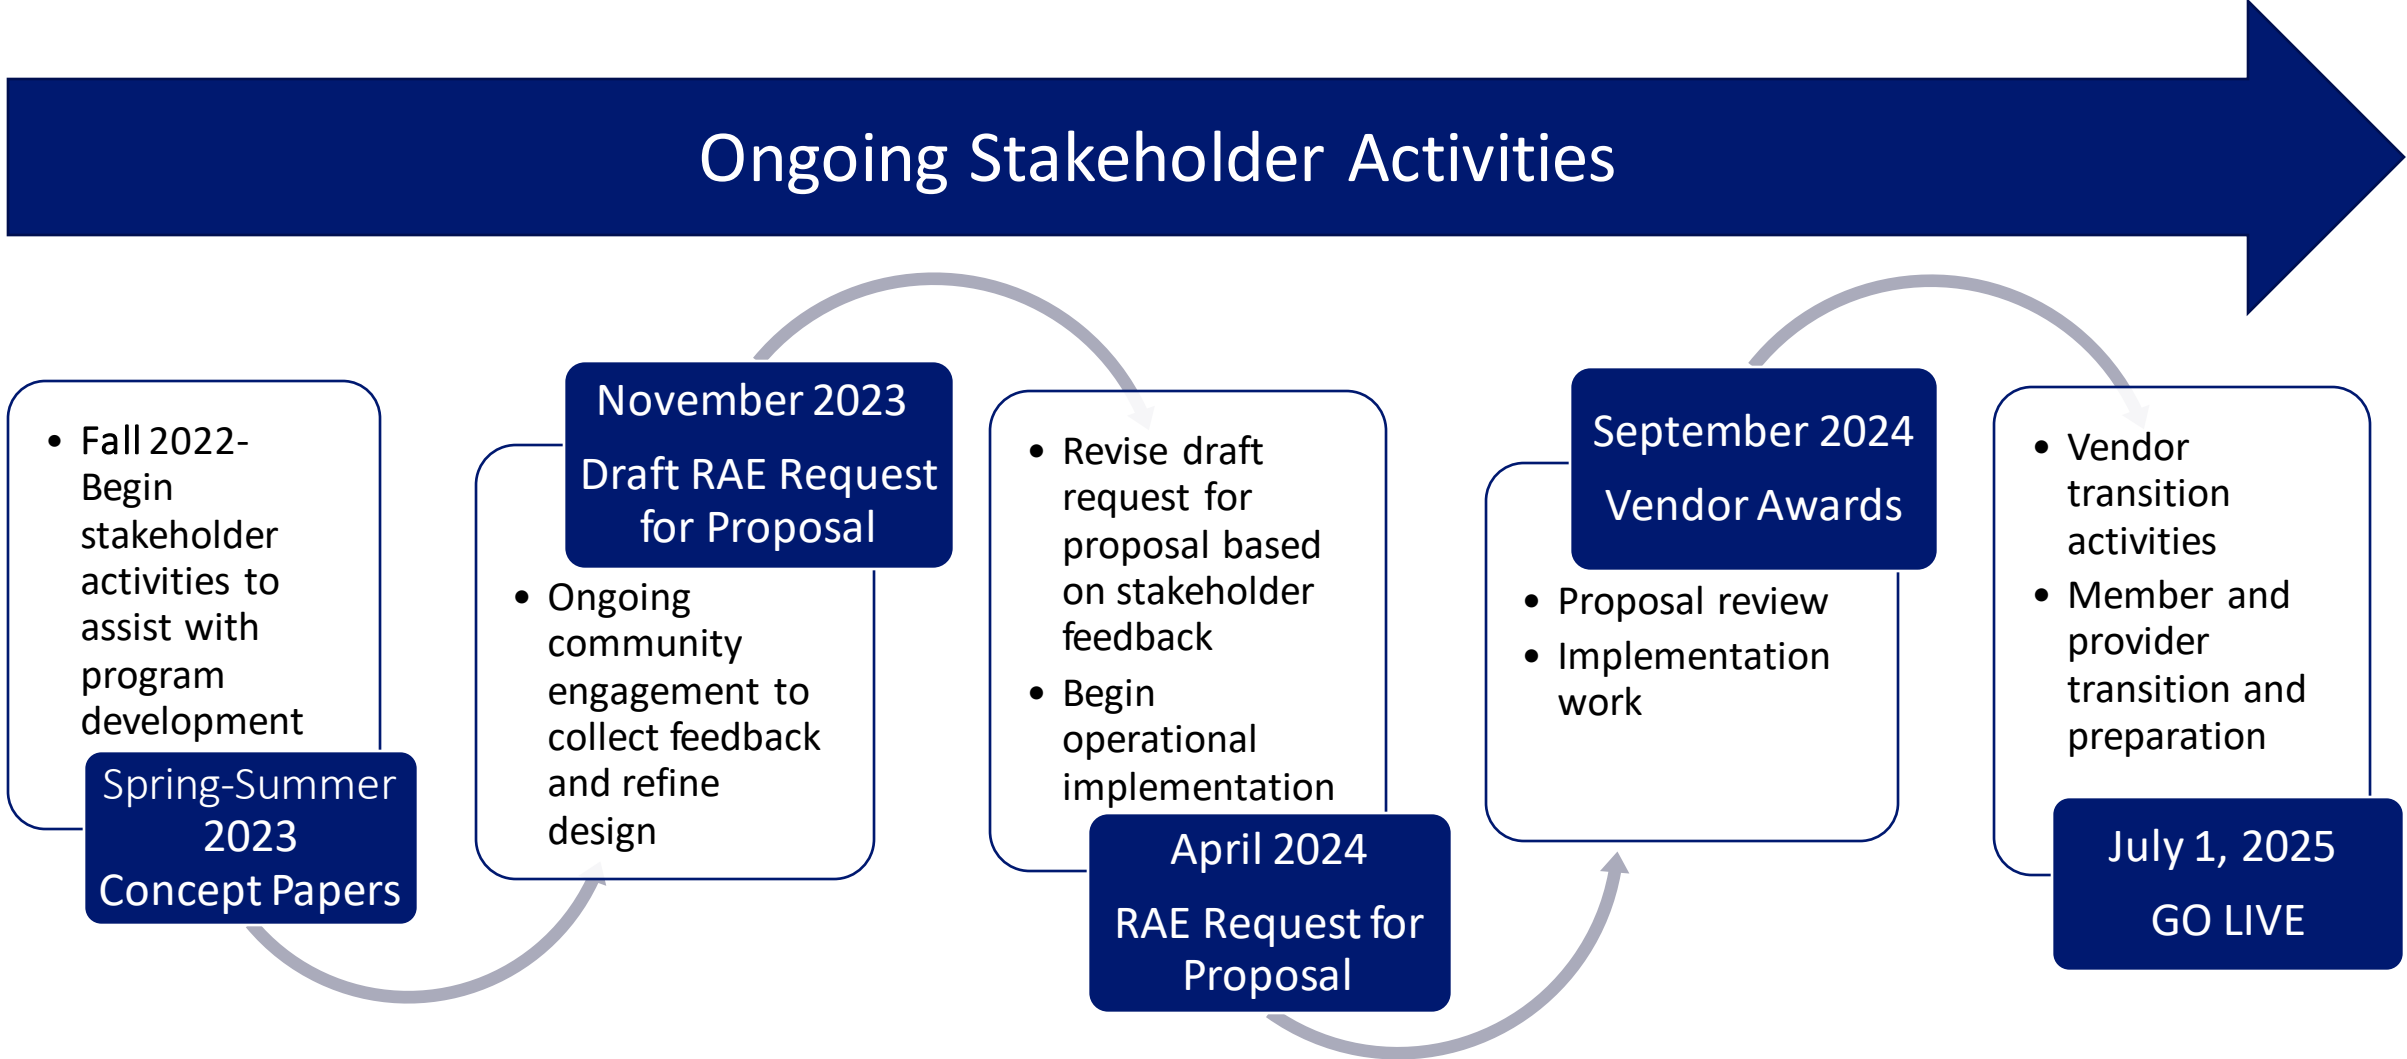 Ongoing Stakeholder Activities
• Fall 2022-
Begin
stakeholder
activities to
assist with
program
development
Spring-Summer
2023
Concept Papers
November 2023
Draft RAE Request
for Proposal
• Ongoing
community
engagement to
collect feedback
and refine
design
• Revise draft
request for
proposal based
on stakeholder
feedback
• Begin
operational
implementation
April 2024
RAE Request for
Proposal
September 2024
Vendor Awards
• Proposal review
• Implementation
work
• Vendor
transition
activities
• Member and
provider
transition and
preparation
July 1, 2025
GO LIVE